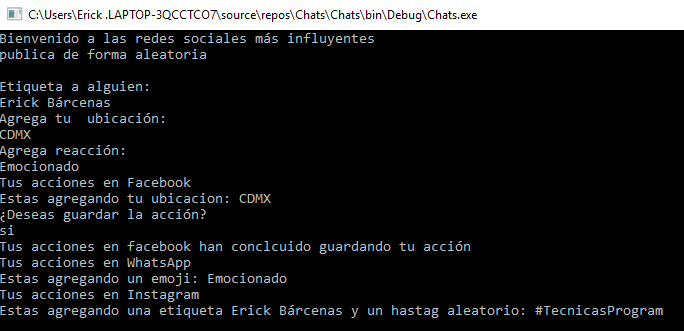 C:\Users\Erick .LAPTOP-3QCCTCO7\source\repos\Chats\Chats\bin\Debug\Chats.exe
Bienvenido a las redes sociales más influyentes
publica de forma aleatoria
Etiqueta a alguien:
Erick Bárcenas
Agrega tu  ubicación:
CDMX
Agrega reacción:
Emocionado
Tus acciones en Facebook
Estas agregando tu ubicacion: CDMX
¿Deseas guardar la acción?
si
Tus acciones en facebook han conclcuido guardando tu acción
Tus acciones en WhatsApp
Estas agregando un emoji: Emocionado
Tus acciones en Instagram
Estas agregando una etiqueta Erick Bárcenas y un hastag aleatorio: #TecnicasProgram